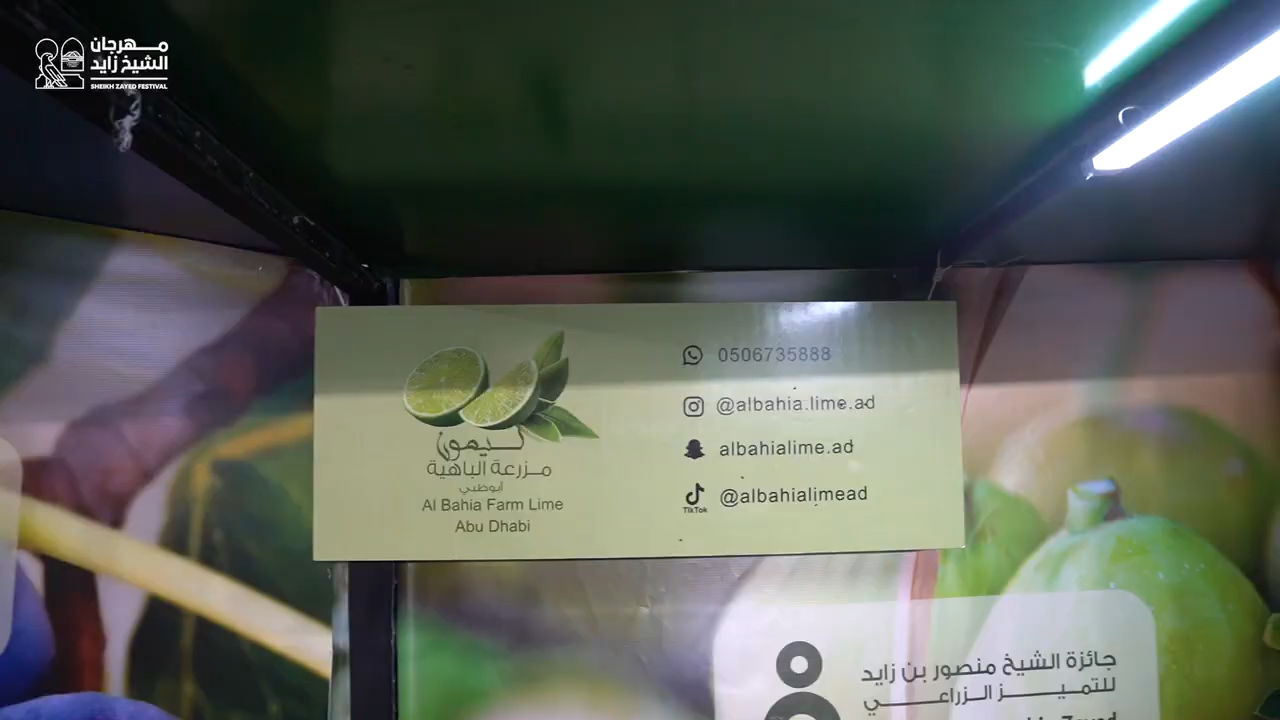 مهرجان
الشيخ زايد
SHEIKH ZAYED FESTIVAL
ليمون
مزرعة الباهية
أبوظبي
Al Bahia Farm Lime
Abu Dhabi
0506735888
@albahia.lime.ad
albahialime.ad
TikTok
@albahialimead
جائزة الشيخ منصور بن زايد
للتميز الزراعي